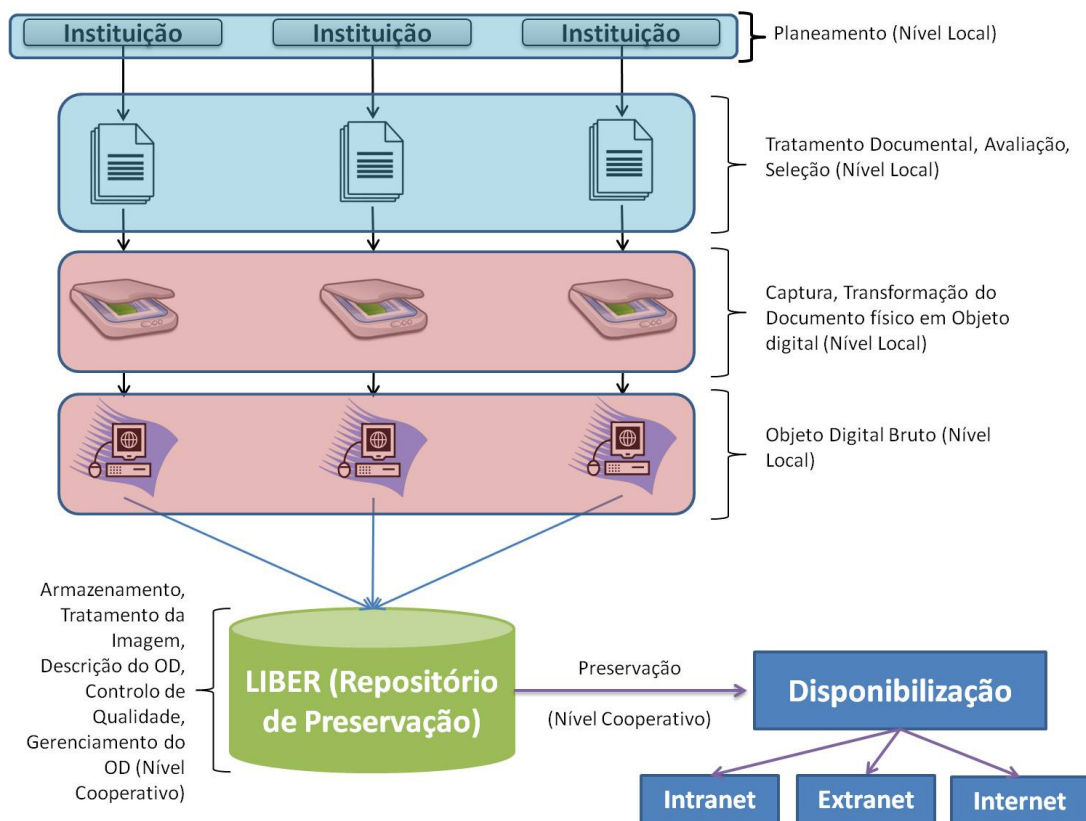 Instituição
Instituição
Instituição
Planeamento (Nível Local)
Tratamento Documental, Avaliação,
Seleção (Nível Local)
Captura, Transformação do
Documento físico em Objeto
digital (Nível Local)
Objeto Digital Bruto (Nível
Local)
Armazenamento,
Tratamento da
Imagem,
Descrição do OD,
Controlo de
Qualidade,
Gerenciamento do
OD (Nível
Cooperativo)
LIBER (Repositório
de Preservação)
Preservação
(Nível Cooperativo)
Disponibilização
Intranet
Extranet
Internet